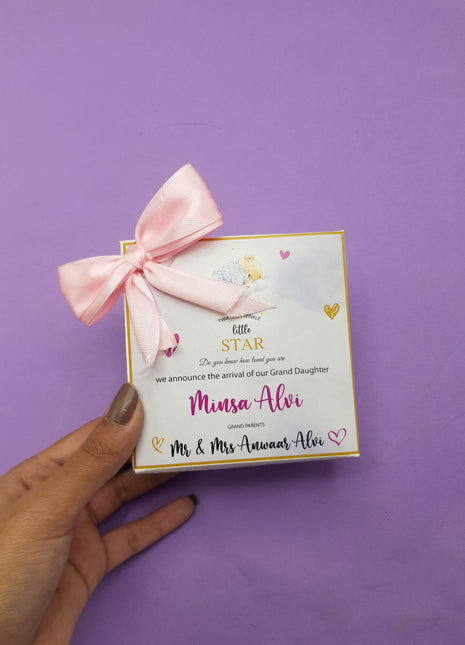 little
STAR
Do you know how loved you are
we announce the arrival of our Grand Daughter
Minsa Alvi
GRAND PARENTS
Mr & Mrs Anwaar Alvi